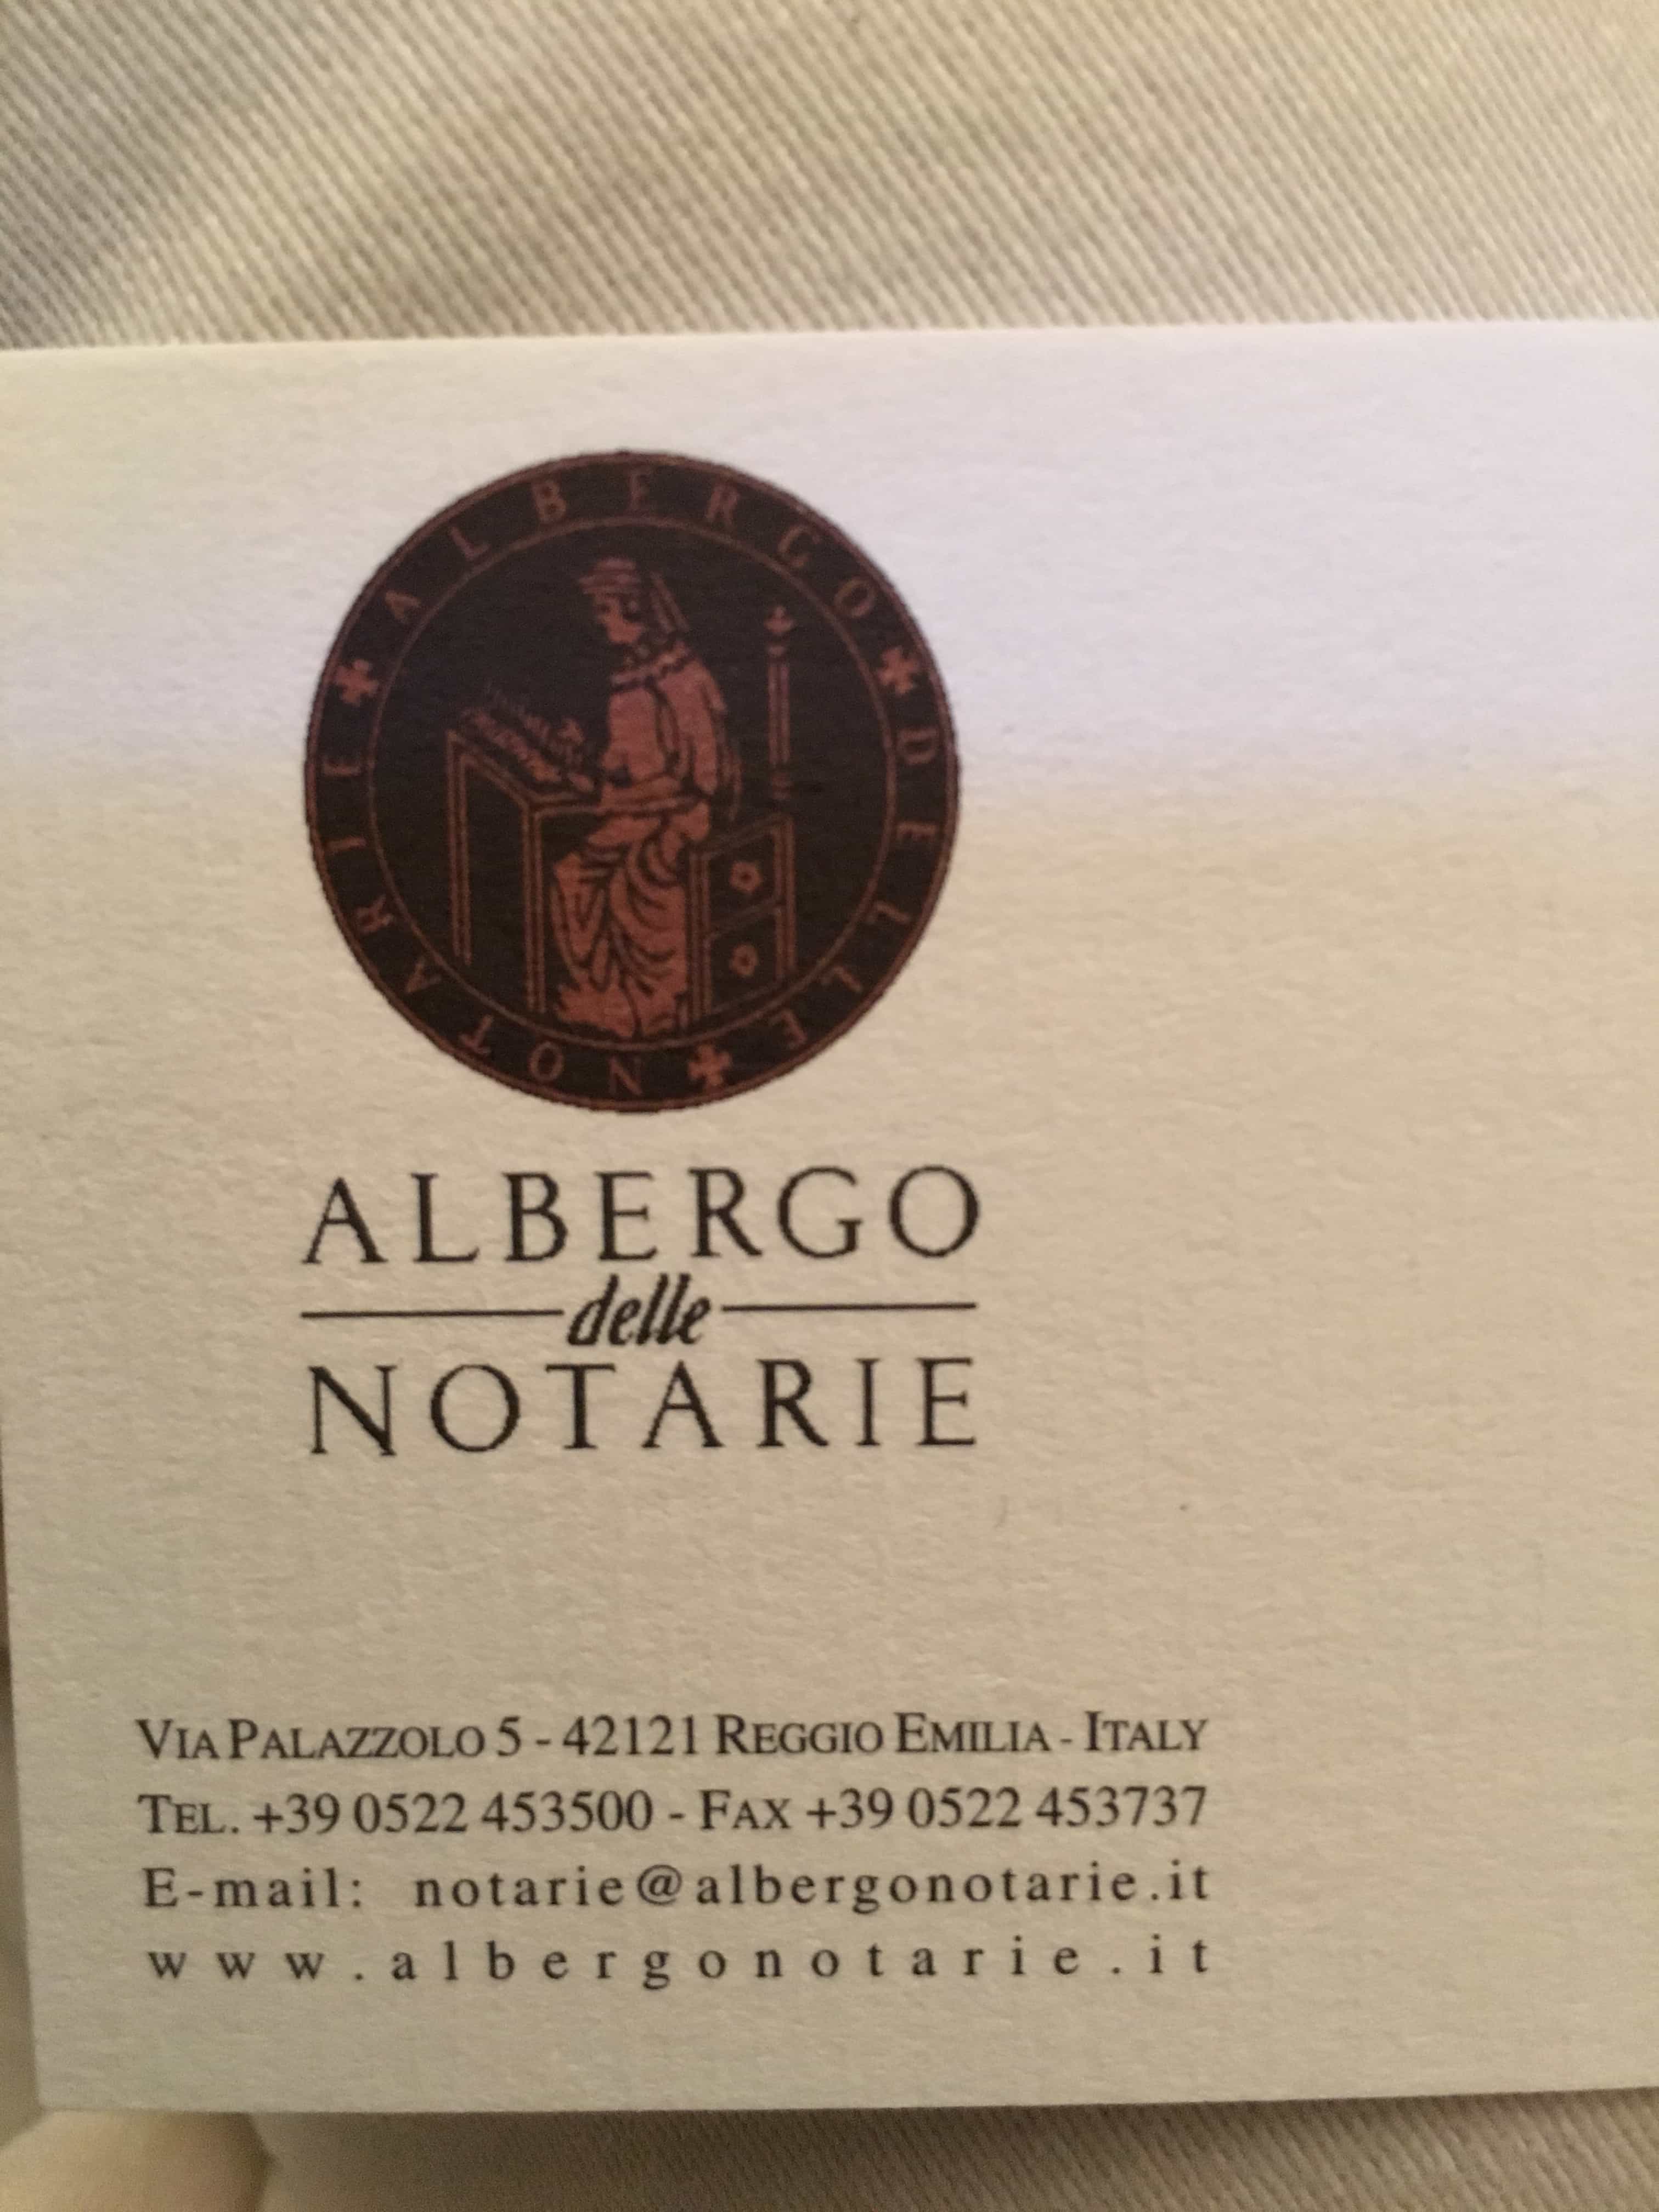 ✠ ALBERGO ✠ DELLE ✠ NOTARIE
ALBERGO
delle
NOTARIE
VIA PALAZZOLO 5 - 42121 REGGIO EMILIA - ITALY
TEL. +39 0522 453500 - FAX +39 0522 453737
E-mail: notarie@albergonotarie.it
www.albergonotarie.it